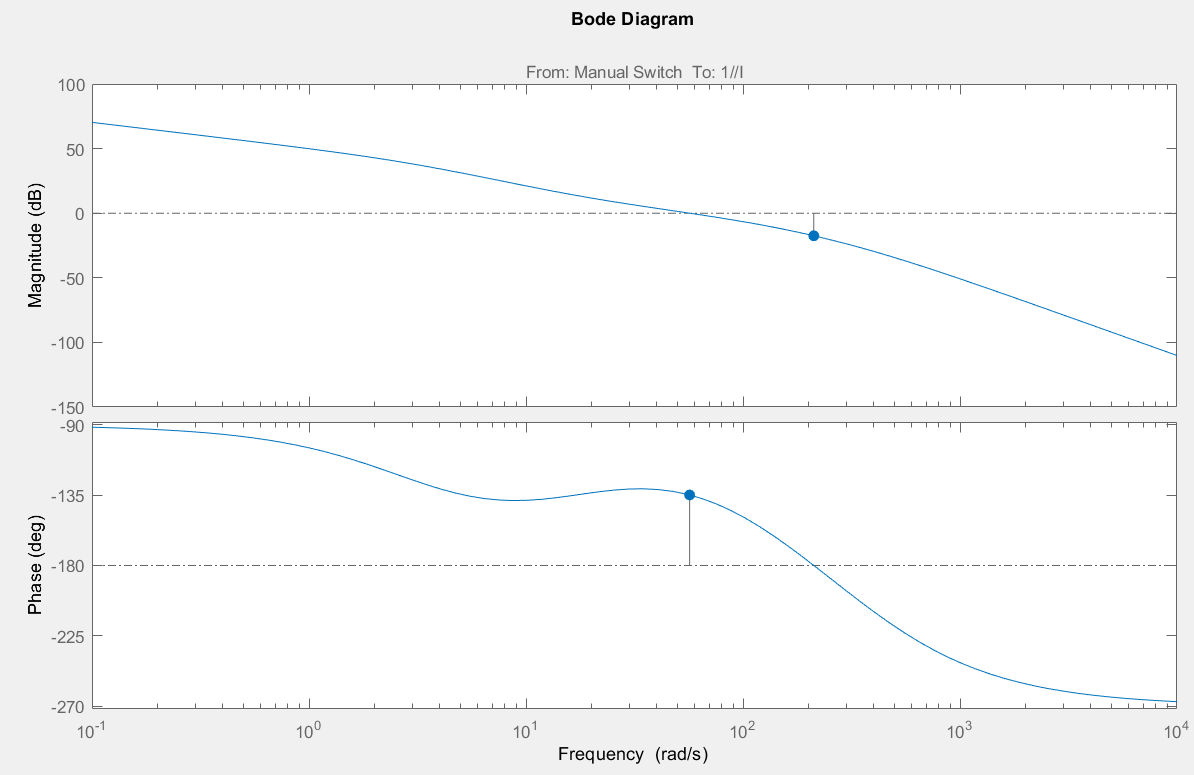 Bode Diagram
From: Manual Switch  To: 1//I
Magnitude (dB)
100
50
0
-50
-100
-150
Phase (deg)
-90
-135
-180
-225
-270
10^-1 10^0 10^1 10^2 10^3 10^4
Frequency (rad/s)